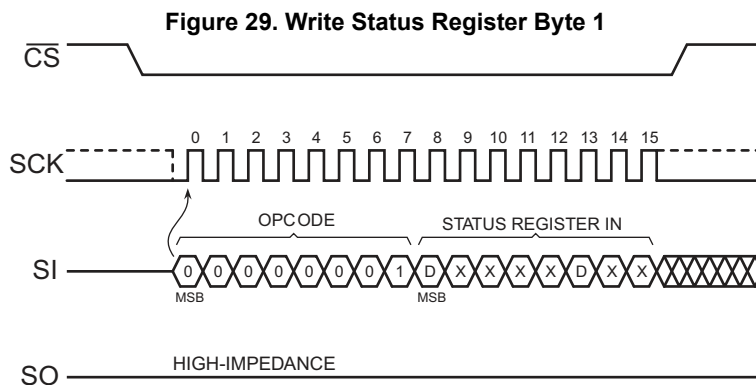 Figure 29. Write Status Register Byte 1
CS
0 1 2 3 4 5 6 7 8 9 10 11 12 13 14 15
SCK
OPCODE STATUS REGISTER IN
SI 0 0 0 0 0 0 0 1 D X X X X D X X
MSB MSB
HIGH-IMPEDANCE
SO